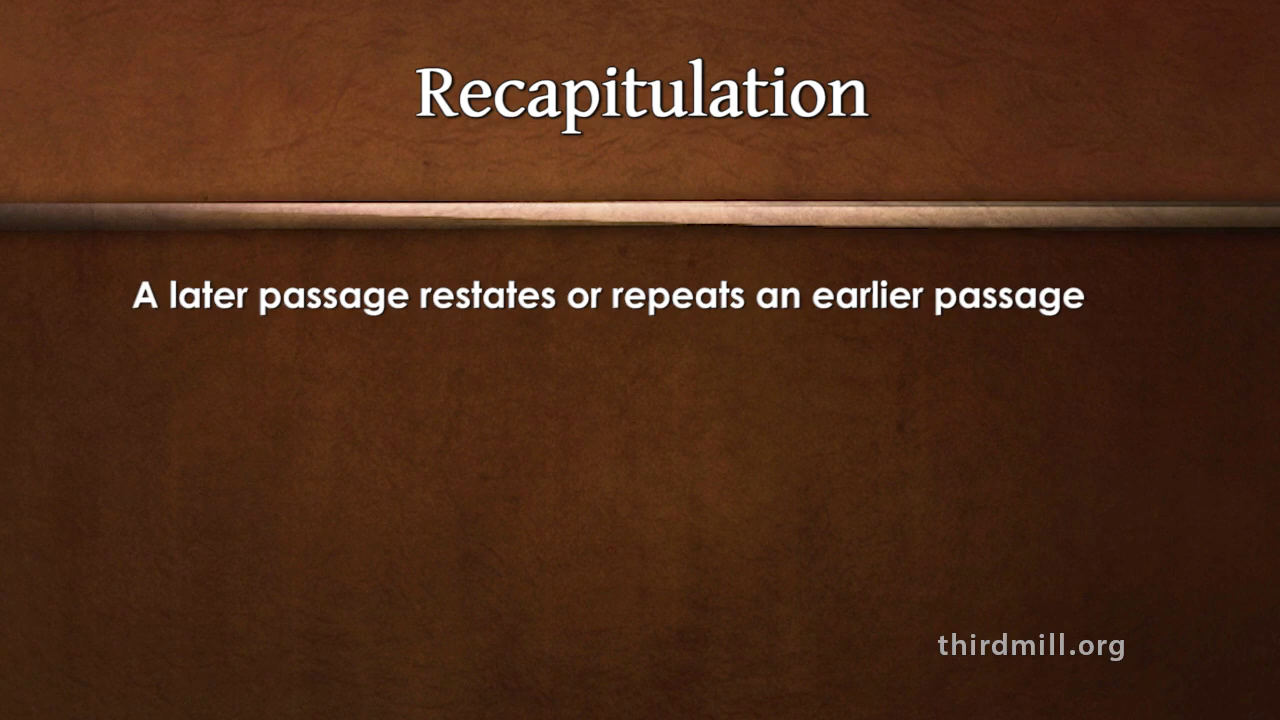 Recapitulation
A later passage restates or repeats an earlier passage
thirdmill.org